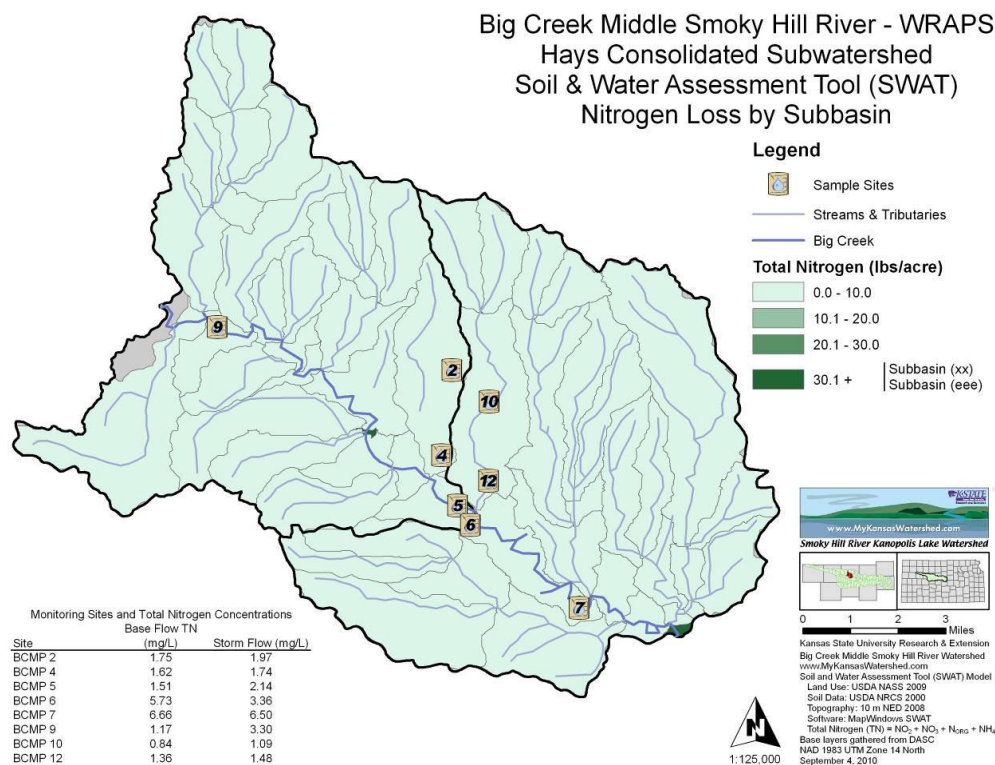 Big Creek Middle Smoky Hill River - WRAPS
Hays Consolidated Subwatershed
Soil & Water Assessment Tool (SWAT)
Nitrogen Loss by Subbasin
Legend
Sample Sites
Streams & Tributaries
Big Creek
Total Nitrogen (lbs/acre)
0.0 - 10.0
10.1 - 20.0
20.1 - 30.0
30.1 +
Subbasin (xx)
Subbasin (eee)
9
2
10
4
12
5
6
7
K-STATE
www.MyKansasWatershed.com
Smoky Hill River Kanopolis Lake Watershed
0 1 2 3
Miles
Kansas State University Research & Extension
Big Creek Middle Smoky Hill River Watershed
www.MyKansasWatershed.com
Soil and Water Assessment Tool (SWAT) Model
Land Use: USDA NASS 2009
Soil Data: USDA NRCS 2000
Topography: 10 m NED 2008
Software: MapWindows SWAT
Total Nitrogen (TN) = NO₂ + NO₃ + N_ORG + NH₄
Base layers gathered from DASC
NAD 1983 UTM Zone 14 North
September 4, 2010
N
1:125,000
Monitoring Sites and Total Nitrogen Concentrations
Base Flow TN
Site (mg/L) Storm Flow (mg/L)
BCMP 2 1.75 1.97
BCMP 4 1.62 1.74
BCMP 5 1.51 2.14
BCMP 6 5.73 3.36
BCMP 7 6.66 6.50
BCMP 9 1.17 3.30
BCMP 10 0.84 1.09
BCMP 12 1.36 1.48